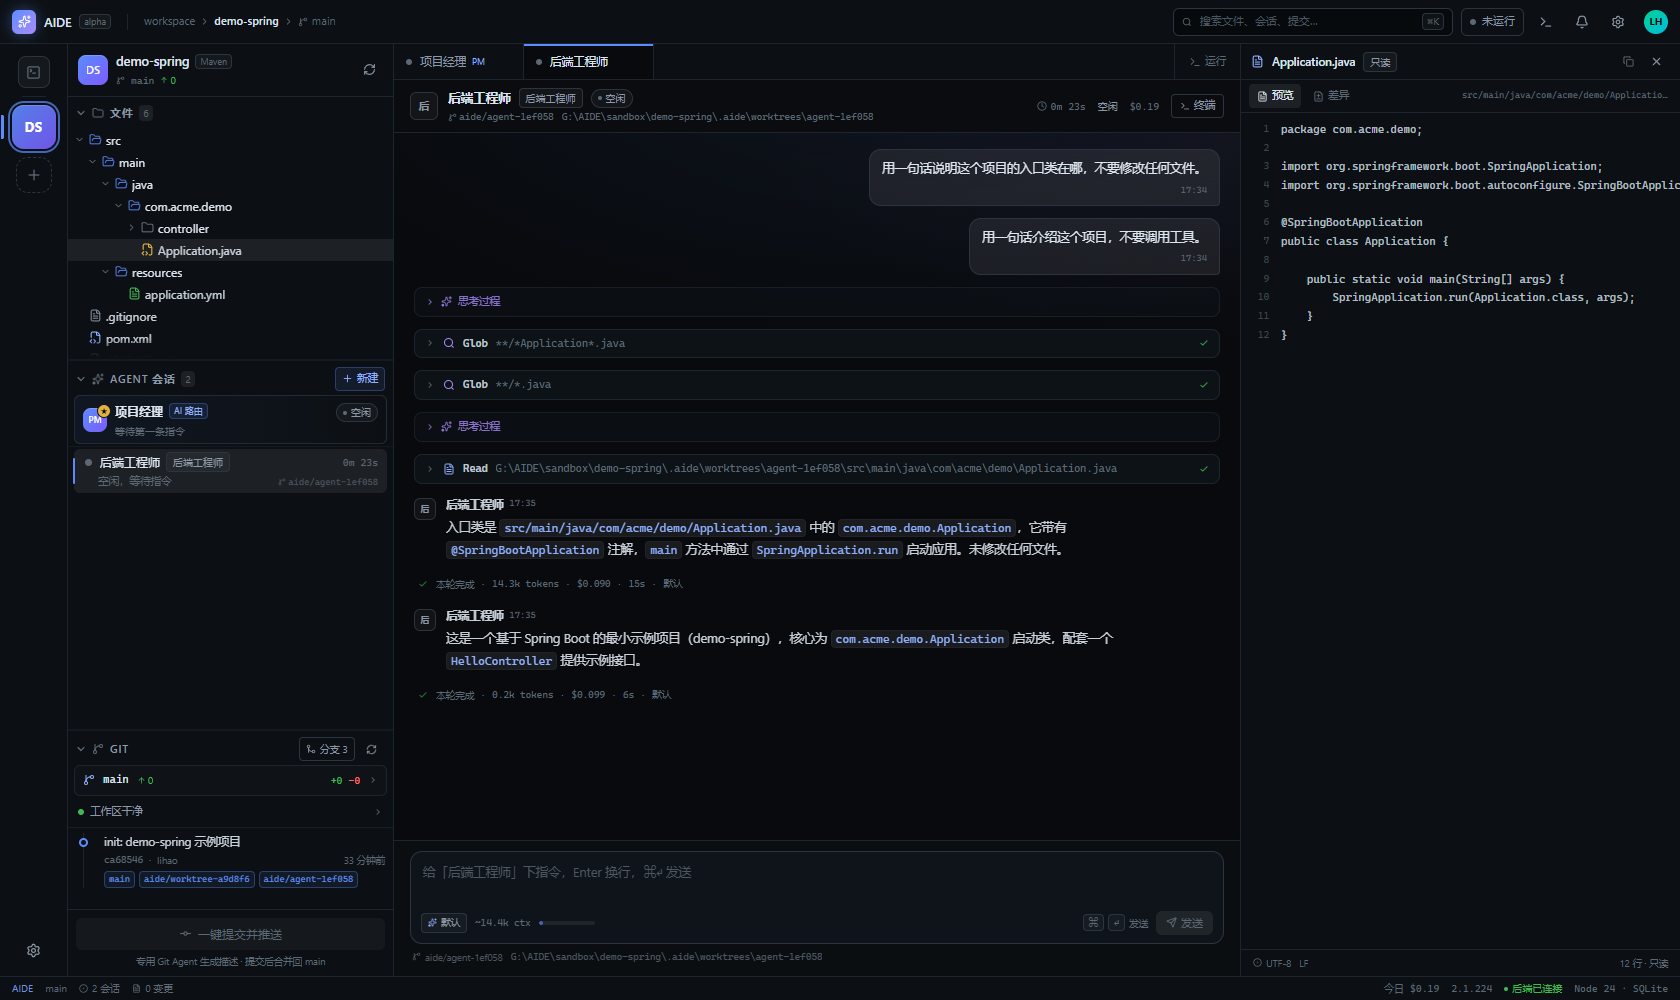 AIDE alpha workspace › demo-spring › main
搜索文件、会话、提交... ⌘K 未运行 LH
DS
demo-spring Maven
main ↑0
DS
文件 6
src
main
java
com.acme.demo
controller
Application.java
resources
application.yml
.gitignore
pom.xml
AGENT 会话 2 + 新建
PM 项目经理 AI 路由 空闲
等待第一条指令
后端工程师 后端工程师 0m 23s
空闲，等待指令 aide/agent-1ef058
GIT 分支 3
main ↑0 +0 −0
工作区干净
init: demo-spring 示例项目
ca68546 · lihao 33 分钟前
main aide/worktree-a9d8f6 aide/agent-1ef058
一键提交并推送
专用 Git Agent 生成描述 · 提交后合并回 main
项目经理 PM 后端工程师 运行
后 后端工程师 后端工程师 空闲 0m 23s 空闲 $0.19 终端
aide/agent-1ef058 G:\AIDE\sandbox\demo-spring\.aide\worktrees\agent-1ef058
用一句话说明这个项目的入口类在哪，不要修改任何文件。
17:34
用一句话介绍这个项目，不要调用工具。
17:34
思考过程
Glob **/*Application*.java
Glob **/*.java
思考过程
Read G:\AIDE\sandbox\demo-spring\.aide\worktrees\agent-1ef058\src\main\java\com\acme\demo\Application.java
后 后端工程师 17:35
入口类是 src/main/java/com/acme/demo/Application.java 中的 com.acme.demo.Application，它带有
@SpringBootApplication 注解，main 方法中通过 SpringApplication.run 启动应用。未修改任何文件。
本轮完成 · 14.3k tokens · $0.090 · 15s · 默认
后 后端工程师 17:35
这是一个基于 Spring Boot 的最小示例项目（demo-spring），核心为 com.acme.demo.Application 启动类，配套一个
HelloController 提供示例接口。
本轮完成 · 0.2k tokens · $0.099 · 6s · 默认
给「后端工程师」下指令，Enter 换行，⌘↵ 发送
默认 ~14.4k ctx ⌘ ↵ 发送 发送
aide/agent-1ef058 G:\AIDE\sandbox\demo-spring\.aide\worktrees\agent-1ef058
Application.java 只读
预览 差异 src/main/java/com/acme/demo/Applicatio…
1 package com.acme.demo;
2
3 import org.springframework.boot.SpringApplication;
4 import org.springframework.boot.autoconfigure.SpringBootApplic
5
6 @SpringBootApplication
7 public class Application {
8
9 public static void main(String[] args) {
10 SpringApplication.run(Application.class, args);
11 }
12 }
UTF-8 LF 12 行 · 只读
AIDE main 2 会话 0 变更 今日 $0.19 2.1.224 后端已连接 Node 24 · SQLite